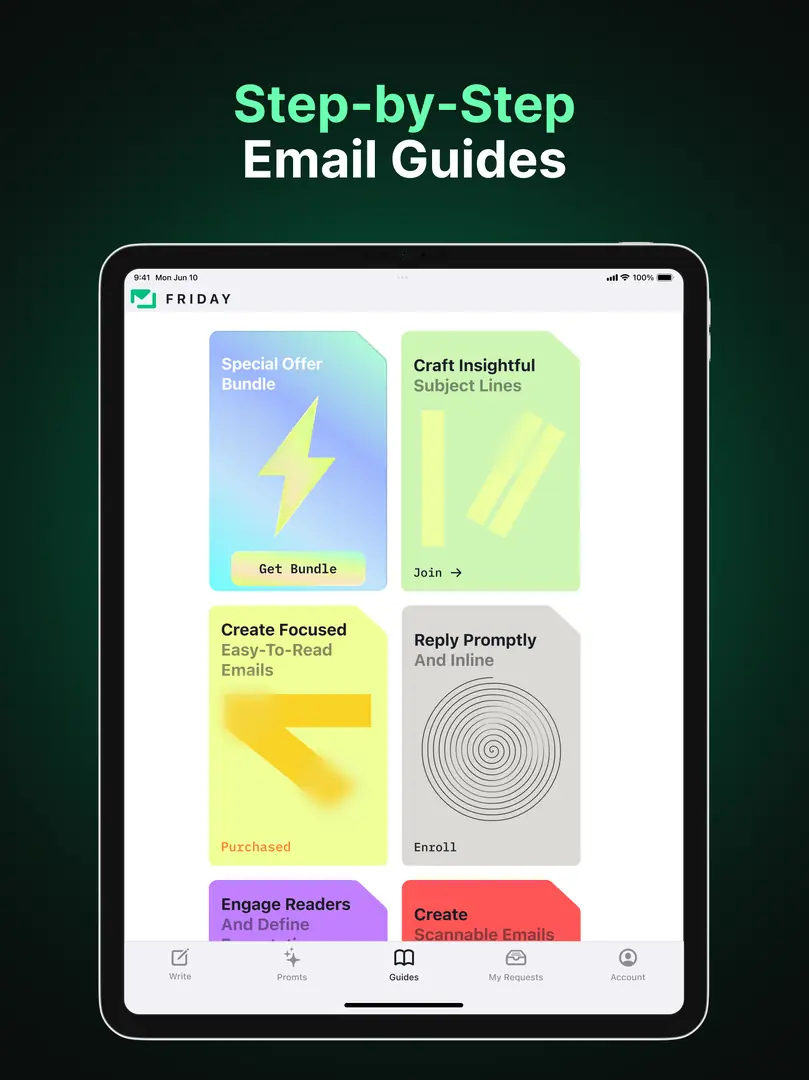 Step-by-Step
Email Guides
9:41 Mon Jun 10
100%
FRIDAY
Special Offer
Bundle
Get Bundle
Craft Insightful
Subject Lines
Join →
Create Focused
Easy-To-Read
Emails
Purchased
Reply Promptly
And Inline
Enroll
Engage Readers
And Define
Create
Scannable Emails
Write
Promts
Guides
My Requests
Account